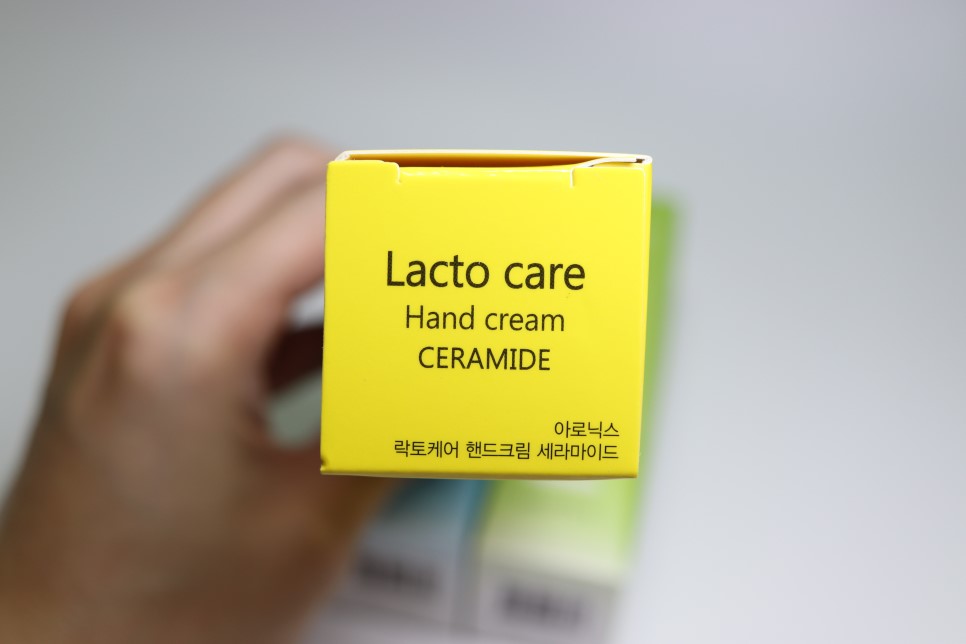 Lacto care
Hand cream
CERAMIDE
아로닉스
락토케어 핸드크림 세라마이드